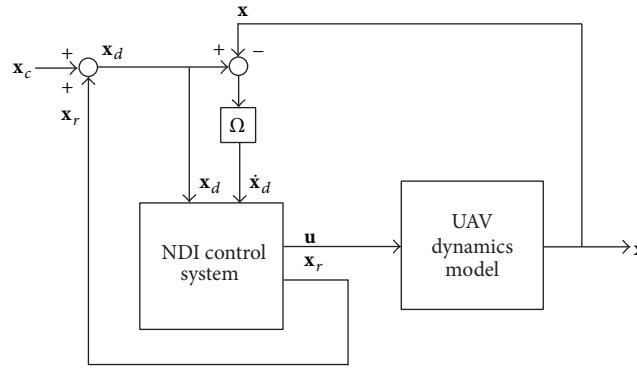 x
+
x_d
+
−
x_c
+
x_r
Ω
x_d
ẋ_d
NDI control
system
u
x_r
UAV
dynamics
model
x